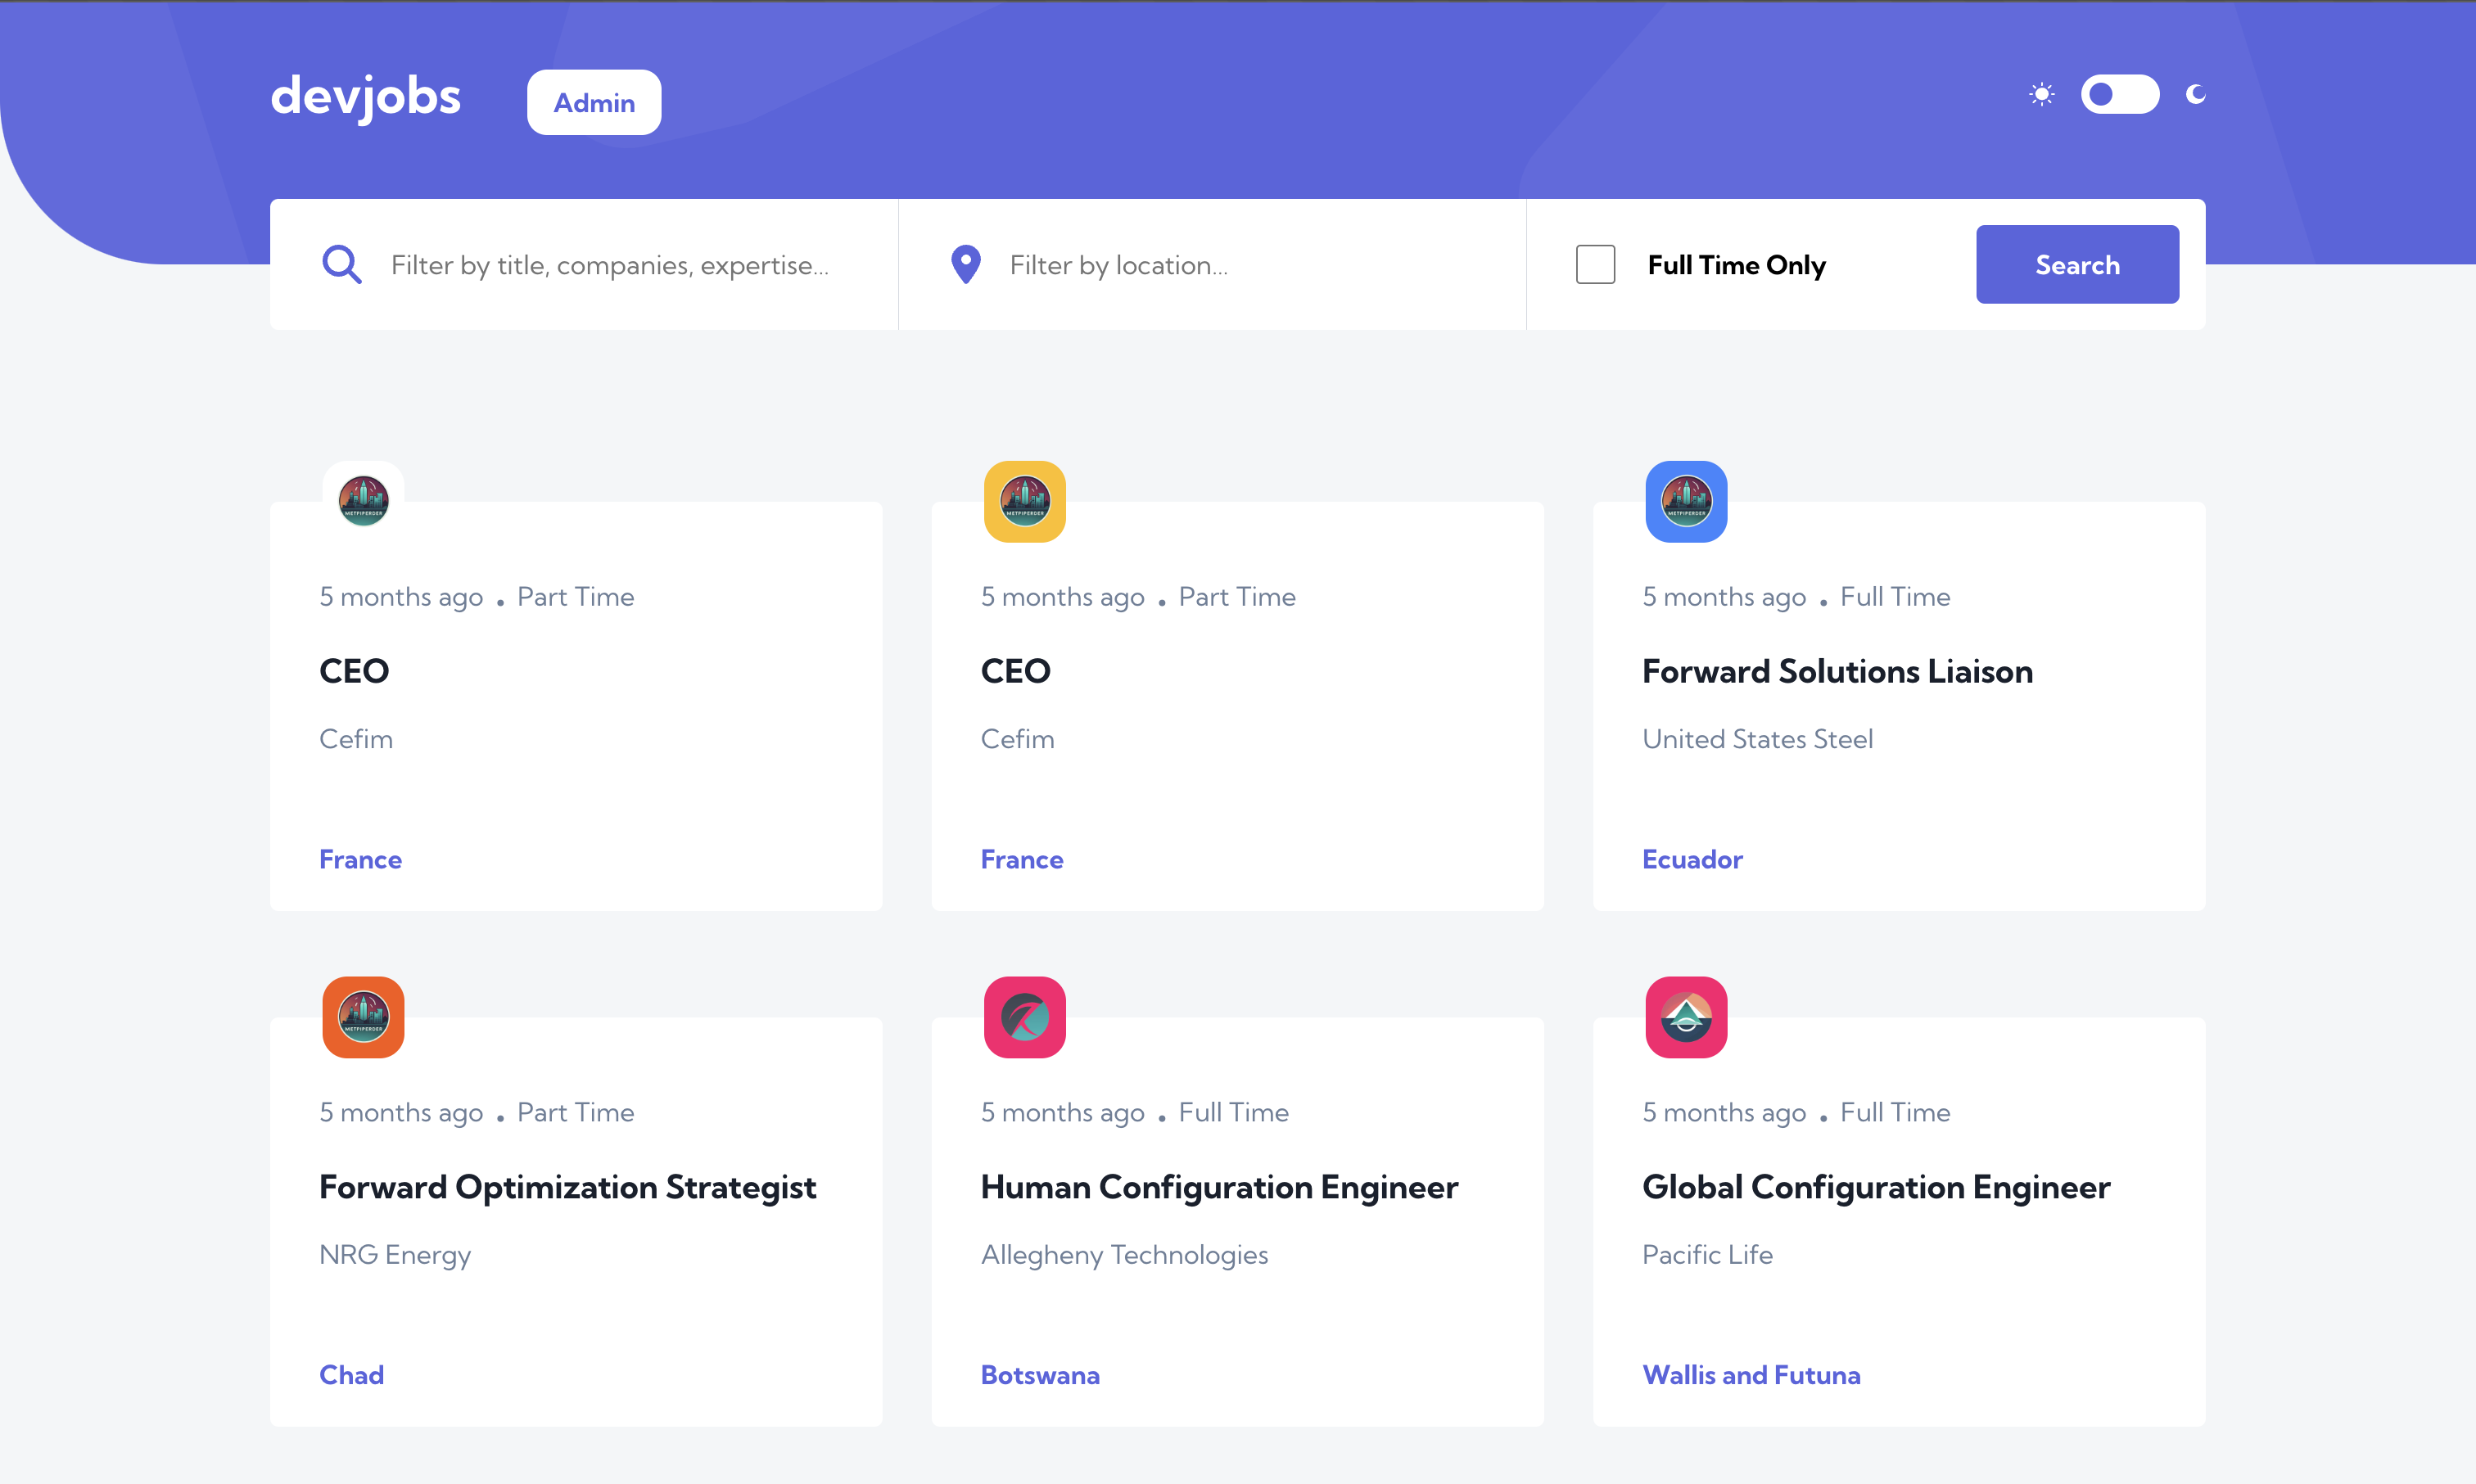 devjobs
Admin
Filter by title, companies, expertise...
Filter by location...
Full Time Only
Search
METPIPERDER
5 months ago . Part Time
CEO
Cefim
France
METPIPERDER
5 months ago . Part Time
CEO
Cefim
France
METPIPERDER
5 months ago . Full Time
Forward Solutions Liaison
United States Steel
Ecuador
METPIPERDER
5 months ago . Part Time
Forward Optimization Strategist
NRG Energy
Chad
5 months ago . Full Time
Human Configuration Engineer
Allegheny Technologies
Botswana
5 months ago . Full Time
Global Configuration Engineer
Pacific Life
Wallis and Futuna